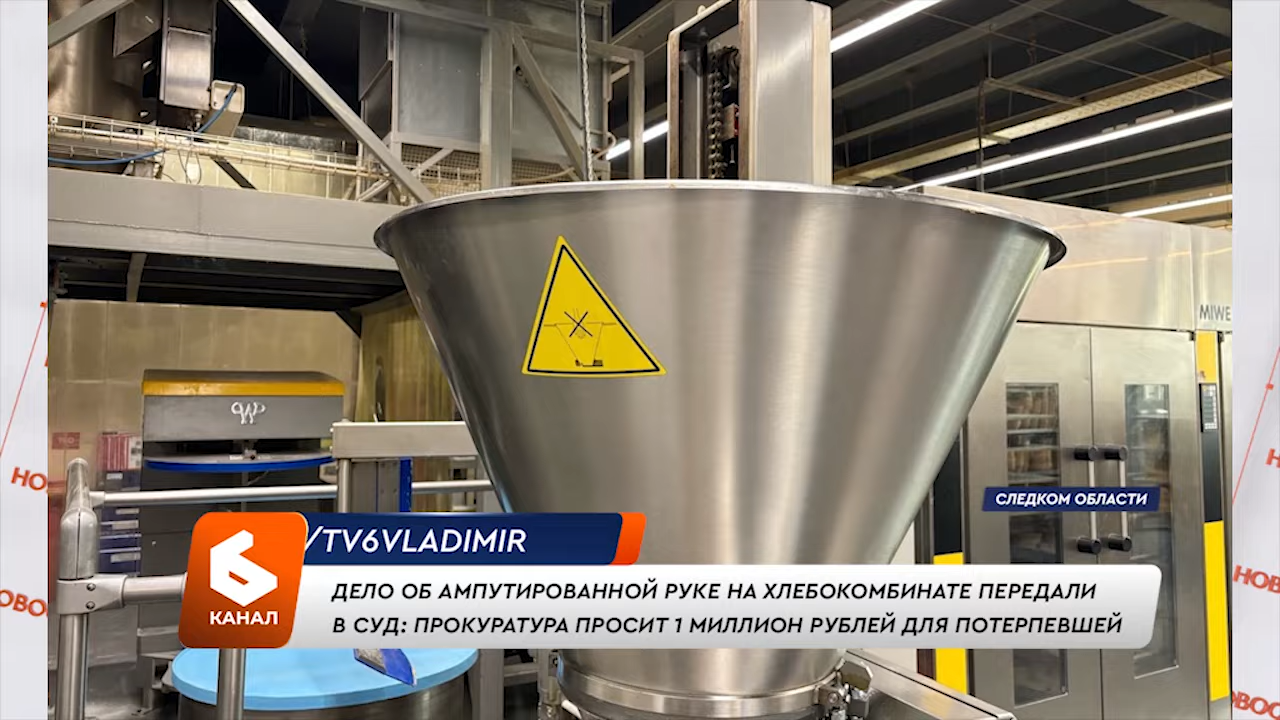 MIWE
WP
СЛЕДКОМ ОБЛАСТИ
/TV6VLADIMIR
6
КАНАЛ
ДЕЛО ОБ АМПУТИРОВАННОЙ РУКЕ НА ХЛЕБОКОМБИНАТЕ ПЕРЕДАЛИ
В СУД: ПРОКУРАТУРА ПРОСИТ 1 МИЛЛИОН РУБЛЕЙ ДЛЯ ПОТЕРПЕВШЕЙ